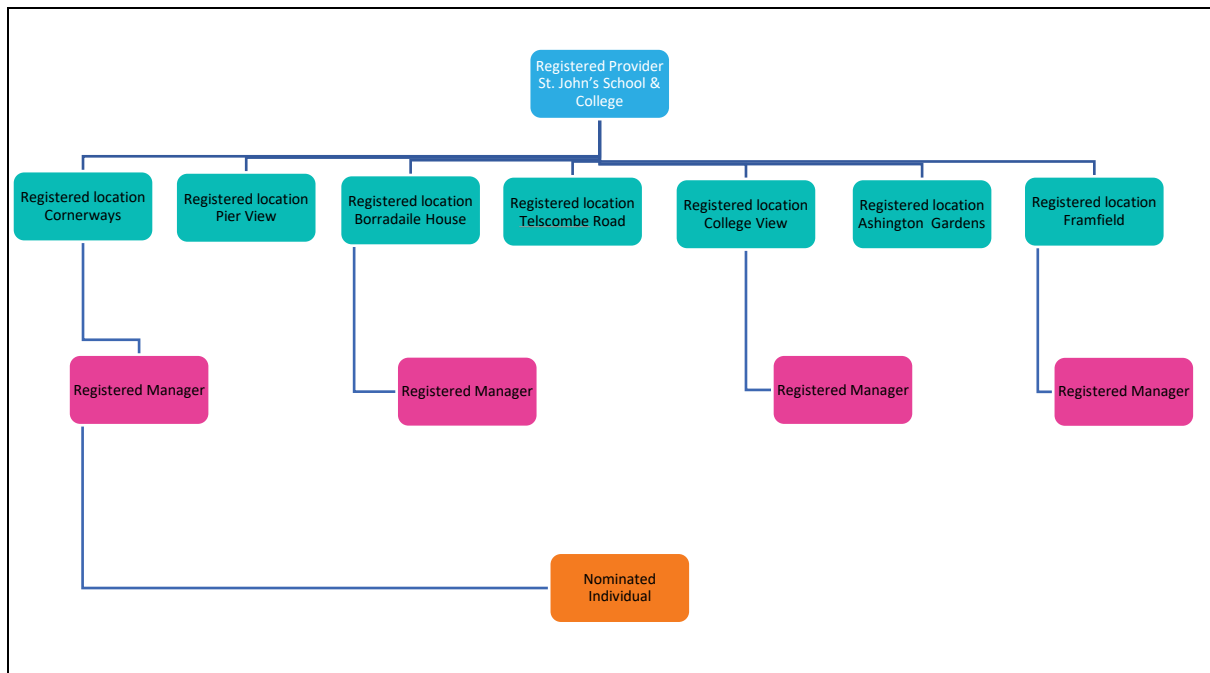 Registered Provider
St. John's School &
College
Registered location
Cornerways
Registered location
Pier View
Registered location
Borradaile House
Registered location
Telscombe Road
Registered location
College View
Registered location
Ashington Gardens
Registered location
Framfield
Registered Manager
Registered Manager
Registered Manager
Registered Manager
Nominated
Individual